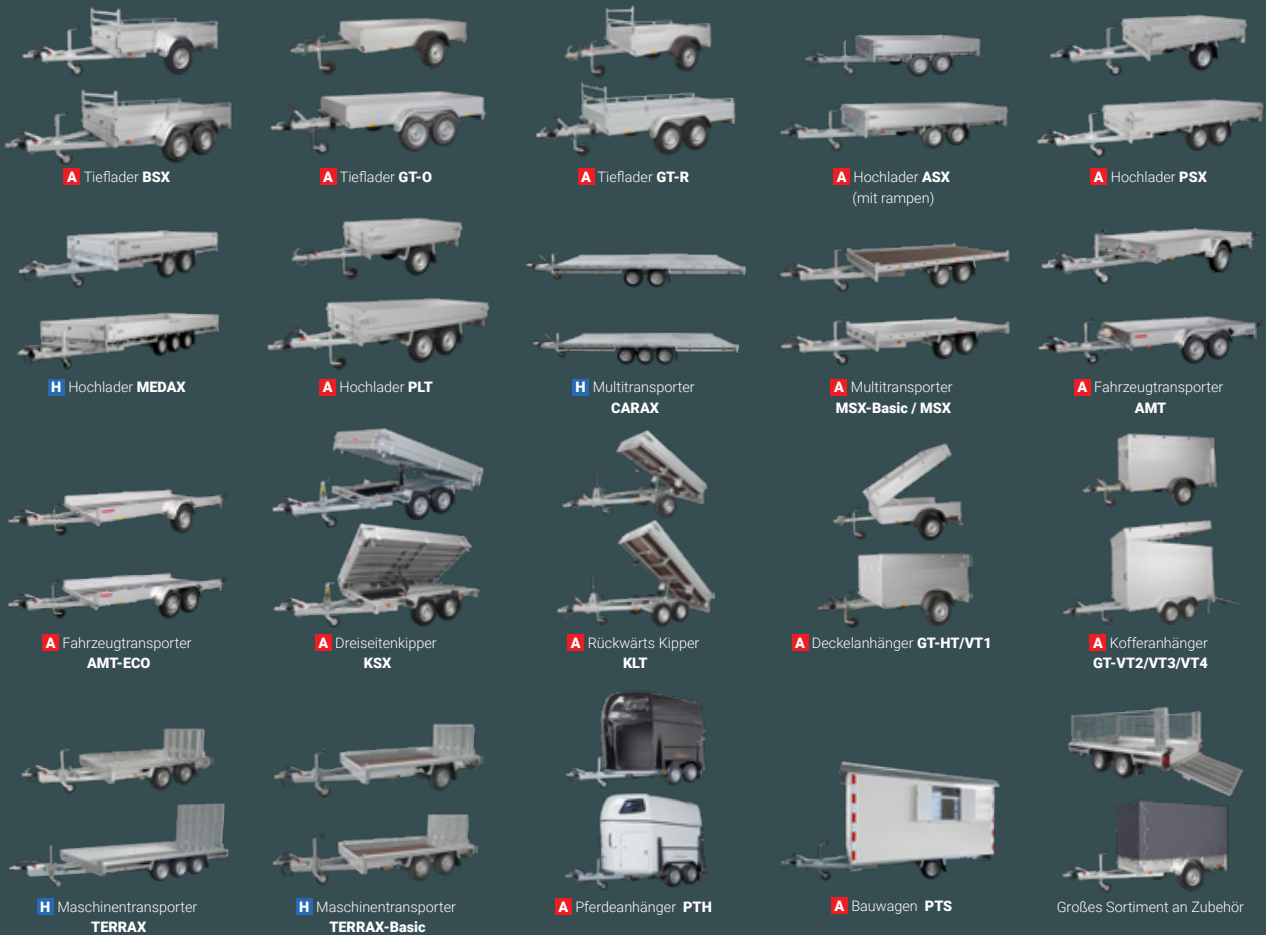 A Tieflader BSX
A Tieflader GT-O
A Tieflader GT-R
A Hochlader ASX
(mit rampen)
A Hochlader PSX
H Hochlader MEDAX
A Hochlader PLT
H Multitransporter
CARAX
A Multitransporter
MSX-Basic / MSX
A Fahrzeugtransporter
AMT
A Fahrzeugtransporter
AMT-ECO
A Dreiseitenkipper
KSX
A Rückwärts Kipper
KLT
A Deckelanhänger GT-HT/VT1
A Kofferanhänger
GT-VT2/VT3/VT4
H Maschinentransporter
TERRAX
H Maschinentransporter
TERRAX-Basic
A Pferdeanhänger PTH
A Bauwagen PTS
Großes Sortiment an Zubehör